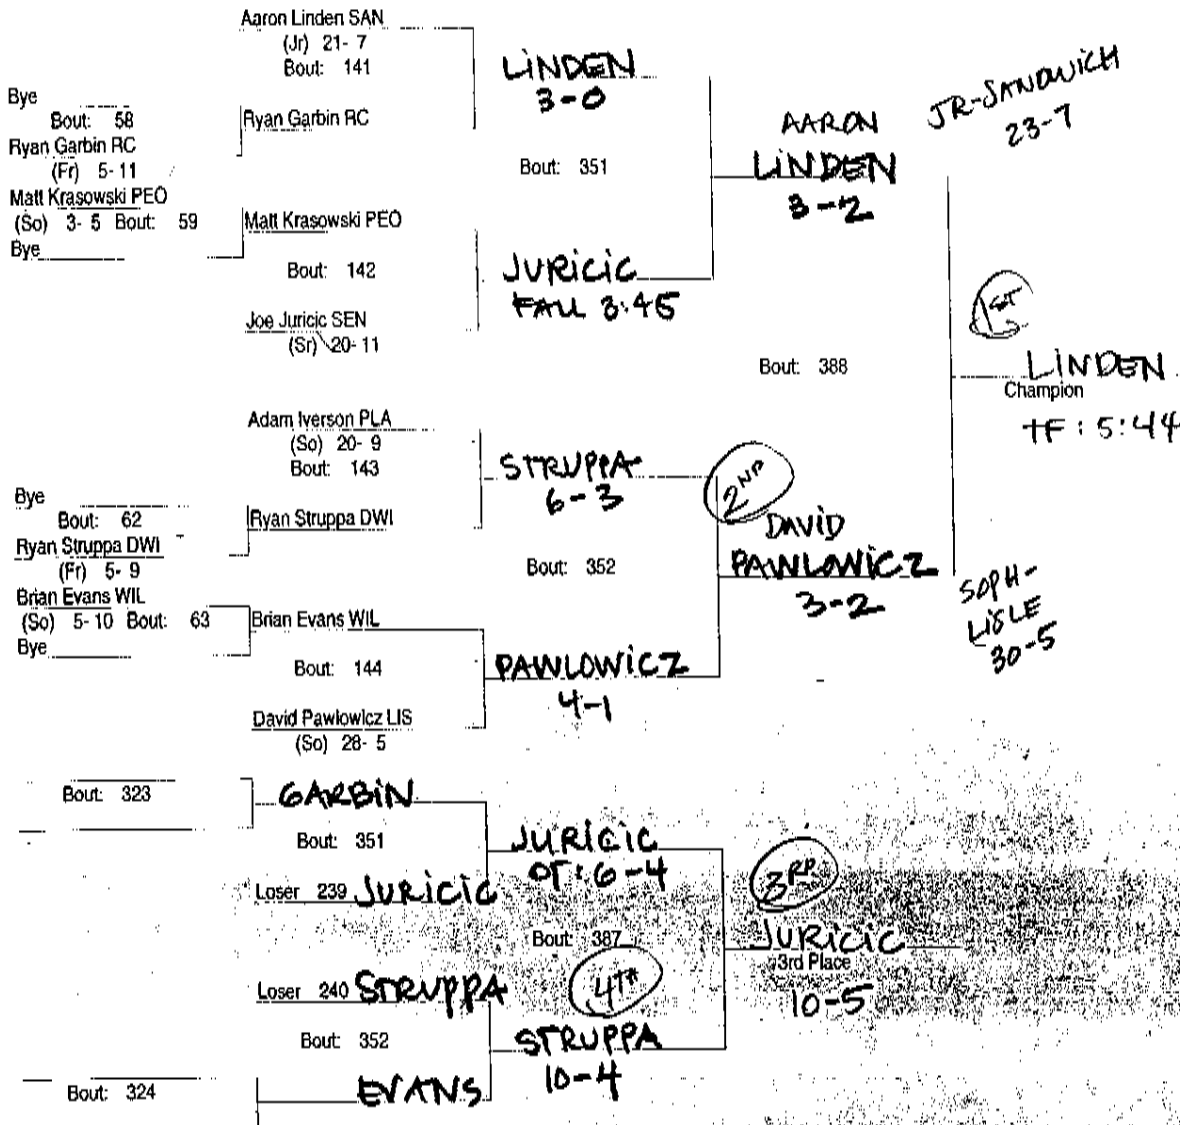 Aaron Linden SAN
(Jr) 21- 7
Bout: 141
LINDEN
3-0
Bye
Bout: 58
Ryan Garbin RC
Ryan Garbin RC
(Fr) 5- 11
Matt Krasowski PEO
(So) 3- 5 Bout: 59
Bye
Matt Krasowski PEO
Bout: 142
Joe Juricic SEN
(Sr) 20- 11
JURICIC
FALL 3:45
Bout: 351
AARON
LINDEN
3-2
JR-SANDWICH
23-7
Adam Iverson PLA
(So) 20- 9
Bout: 143
STRUPPA
6-3
Bye
Bout: 62
Ryan Struppa DWI
(Fr) 5- 9
Ryan Struppa DWI
Brian Evans WIL
(So) 5- 10 Bout: 63
Bye
Brian Evans WIL
Bout: 144
David Pawlowicz LIS
(So) 28- 5
PAWLOWICZ
4-1
Bout: 352
2ND
DAVID
PAWLOWICZ
3-2
SOPH-
LISLE
30-5
Bout: 388
1ST
LINDEN
Champion
TF: 5:44
Bout: 323
GARBIN
Bout: 351
Loser 239 JURICIC
JURICIC
OT: 6-4
Bout: 387
Loser 240 STRUPPA
Bout: 352
Bout: 324
EVANS
4TH
STRUPPA
10-4
3RD
JURICIC
3rd Place
10-5